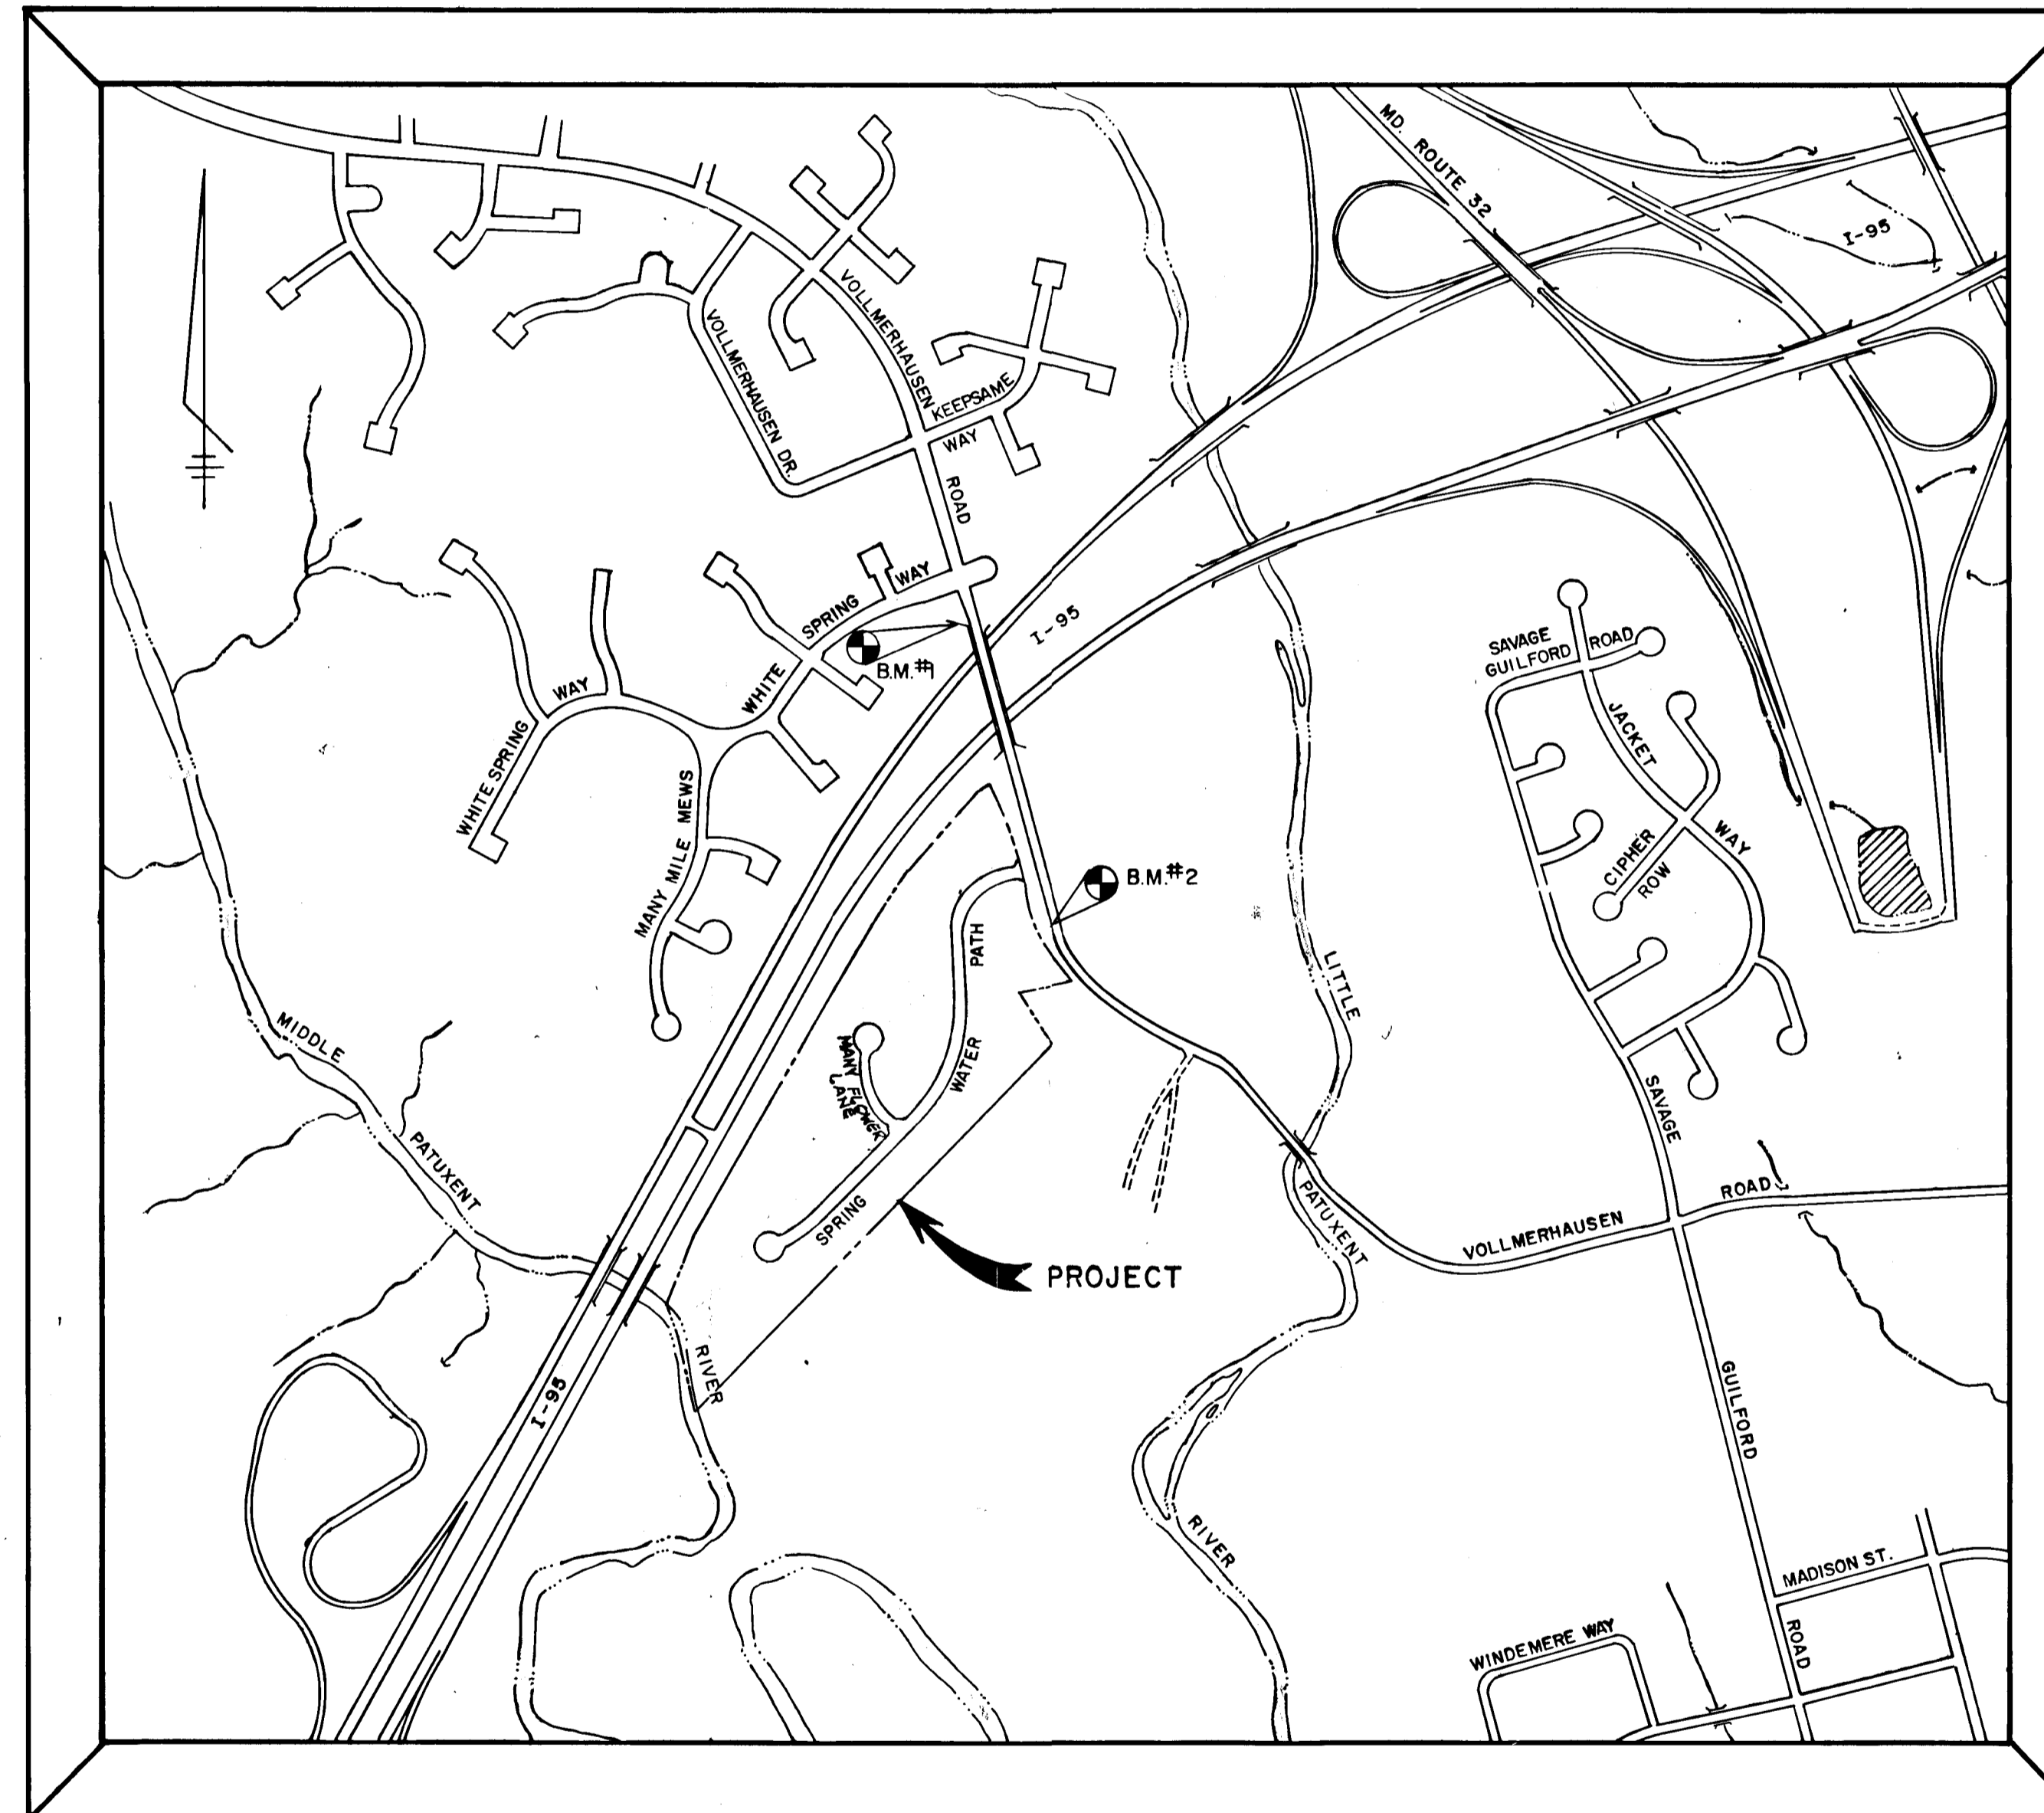 MD. ROUTE 32
I-95
VOLLMERHAUSEN
VOLLMERHAUSEN DR.
KEEPSAME
WAY
ROAD
SPRING
WAY
B.M.#1
I-95
WHITE
WAY
WHITE SPRING
MANY MILE MEWS
SAVAGE
GUILFORD ROAD
JACKET
WAY
CIPHER
ROW
B.M.#2
PATH
LITTLE
MIDDLE
MANY FLOWER
LANE
WATER
SAVAGE
PATUXENT
SPRING
PATUXENT
ROAD
VOLLMERHAUSEN
PROJECT
RIVER
I-95
GUILFORD
RIVER
MADISON ST.
ROAD
WINDEMERE WAY